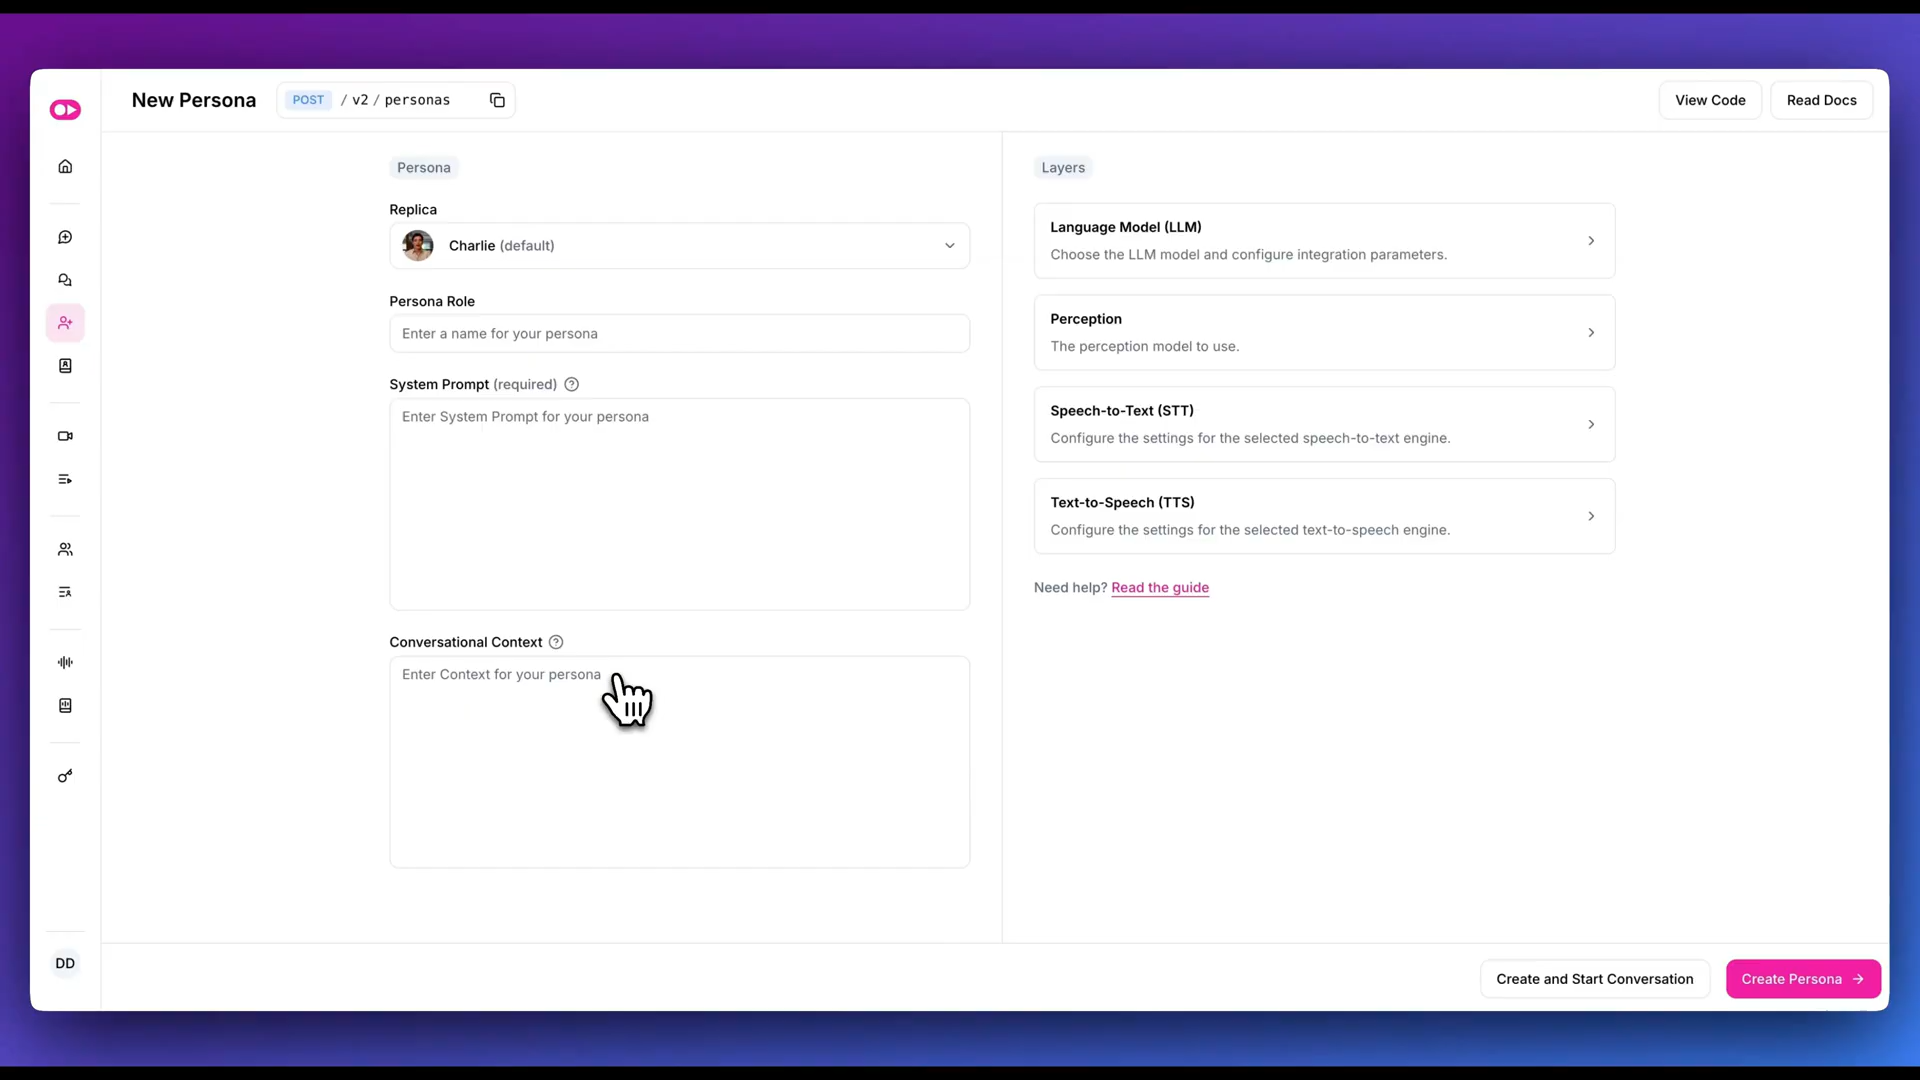 New Persona
POST / v2 / personas
View Code
Read Docs
Persona
Replica
Charlie (default)
Persona Role
Enter a name for your persona
System Prompt (required)
Enter System Prompt for your persona
Conversational Context
Enter Context for your persona
Layers
Language Model (LLM)
Choose the LLM model and configure integration parameters.
Perception
The perception model to use.
Speech-to-Text (STT)
Configure the settings for the selected speech-to-text engine.
Text-to-Speech (TTS)
Configure the settings for the selected text-to-speech engine.
Need help? Read the guide
DD
Create and Start Conversation
Create Persona